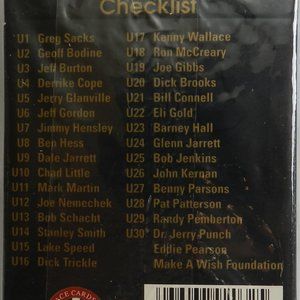 Checklist
U1 Greg Sacks
U2 Geoff Bodine
U3 Jeff Burton
U4 Derrike Cope
U5 Jerry Glanville
U6 Jeff Gordon
U7 Jimmy Hensley
U8 Ben Hess
U9 Dale Jarrett
U10 Chad Little
U11 Mark Martin
U12 Joe Nemechek
U13 Bob Schacht
U14 Stanley Smith
U15 Lake Speed
U16 Dick Trickle
U17 Kenny Wallace
U18 Ron McCreary
U19 Joe Gibbs
U20 Dick Brooks
U21 Bill Connell
U22 Eli Gold
U23 Barney Hall
U24 Glenn Jarrett
U25 Bob Jenkins
U26 John Kernan
U27 Benny Parsons
U28 Pat Patterson
U29 Randy Pemberton
U30 Dr. Jerry Punch
Eddie Pearson
Make A Wish Foundation